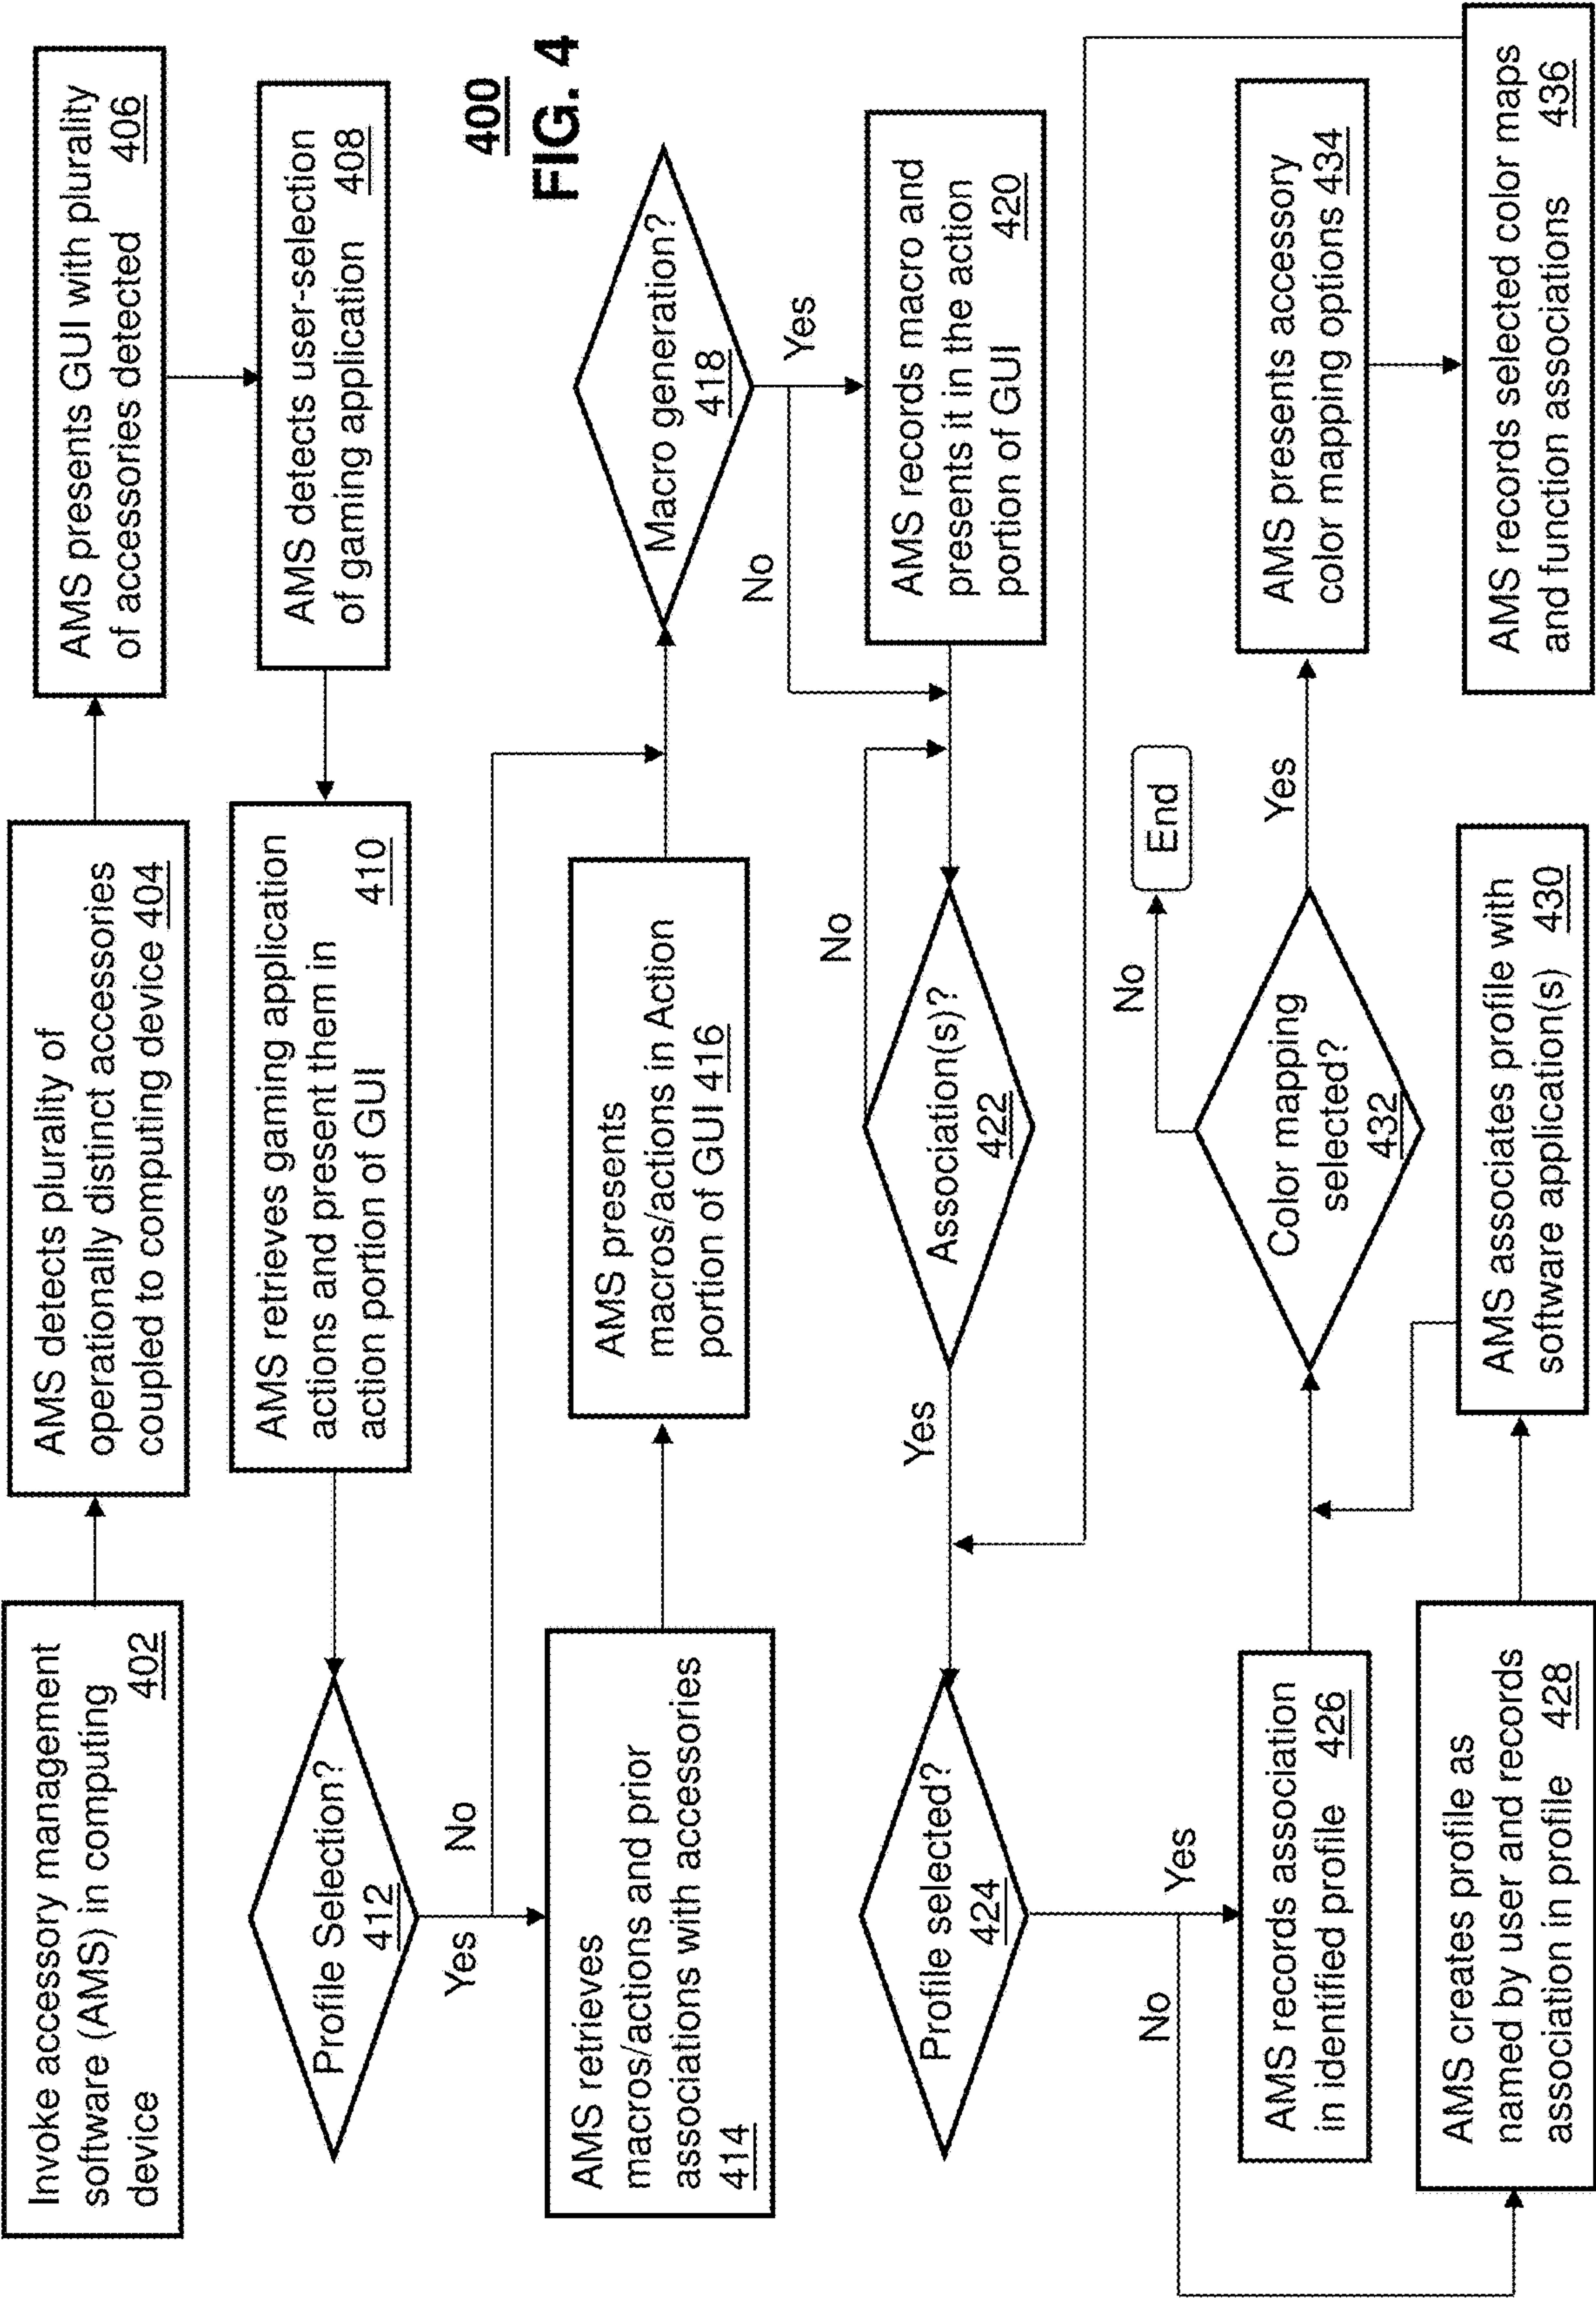 Invoke accessory management
software (AMS) in computing
device 402
AMS detects plurality of
operationally distinct accessories
coupled to computing device 404
AMS presents GUI with plurality
of accessories detected 406
AMS detects user-selection
of gaming application 408
AMS retrieves gaming application
actions and present them in
action portion of GUI 410
Profile Selection?
412
Yes
No
AMS retrieves
macros/actions and prior
associations with accessories
414
AMS presents
macros/actions in Action
portion of GUI 416
Macro generation?
418
No
Yes
400
FIG. 4
AMS records macro and
presents it in the action
portion of GUI 420
Association(s)?
422
No
Yes
Profile selected?
424
No
Yes
AMS records association
in identified profile 426
AMS creates profile as
named by user and records
association in profile 428
AMS associates profile with
software application(s) 430
Color mapping
selected?
432
No
End
Yes
AMS presents accessory
color mapping options 434
AMS records selected color maps
and function associations 436